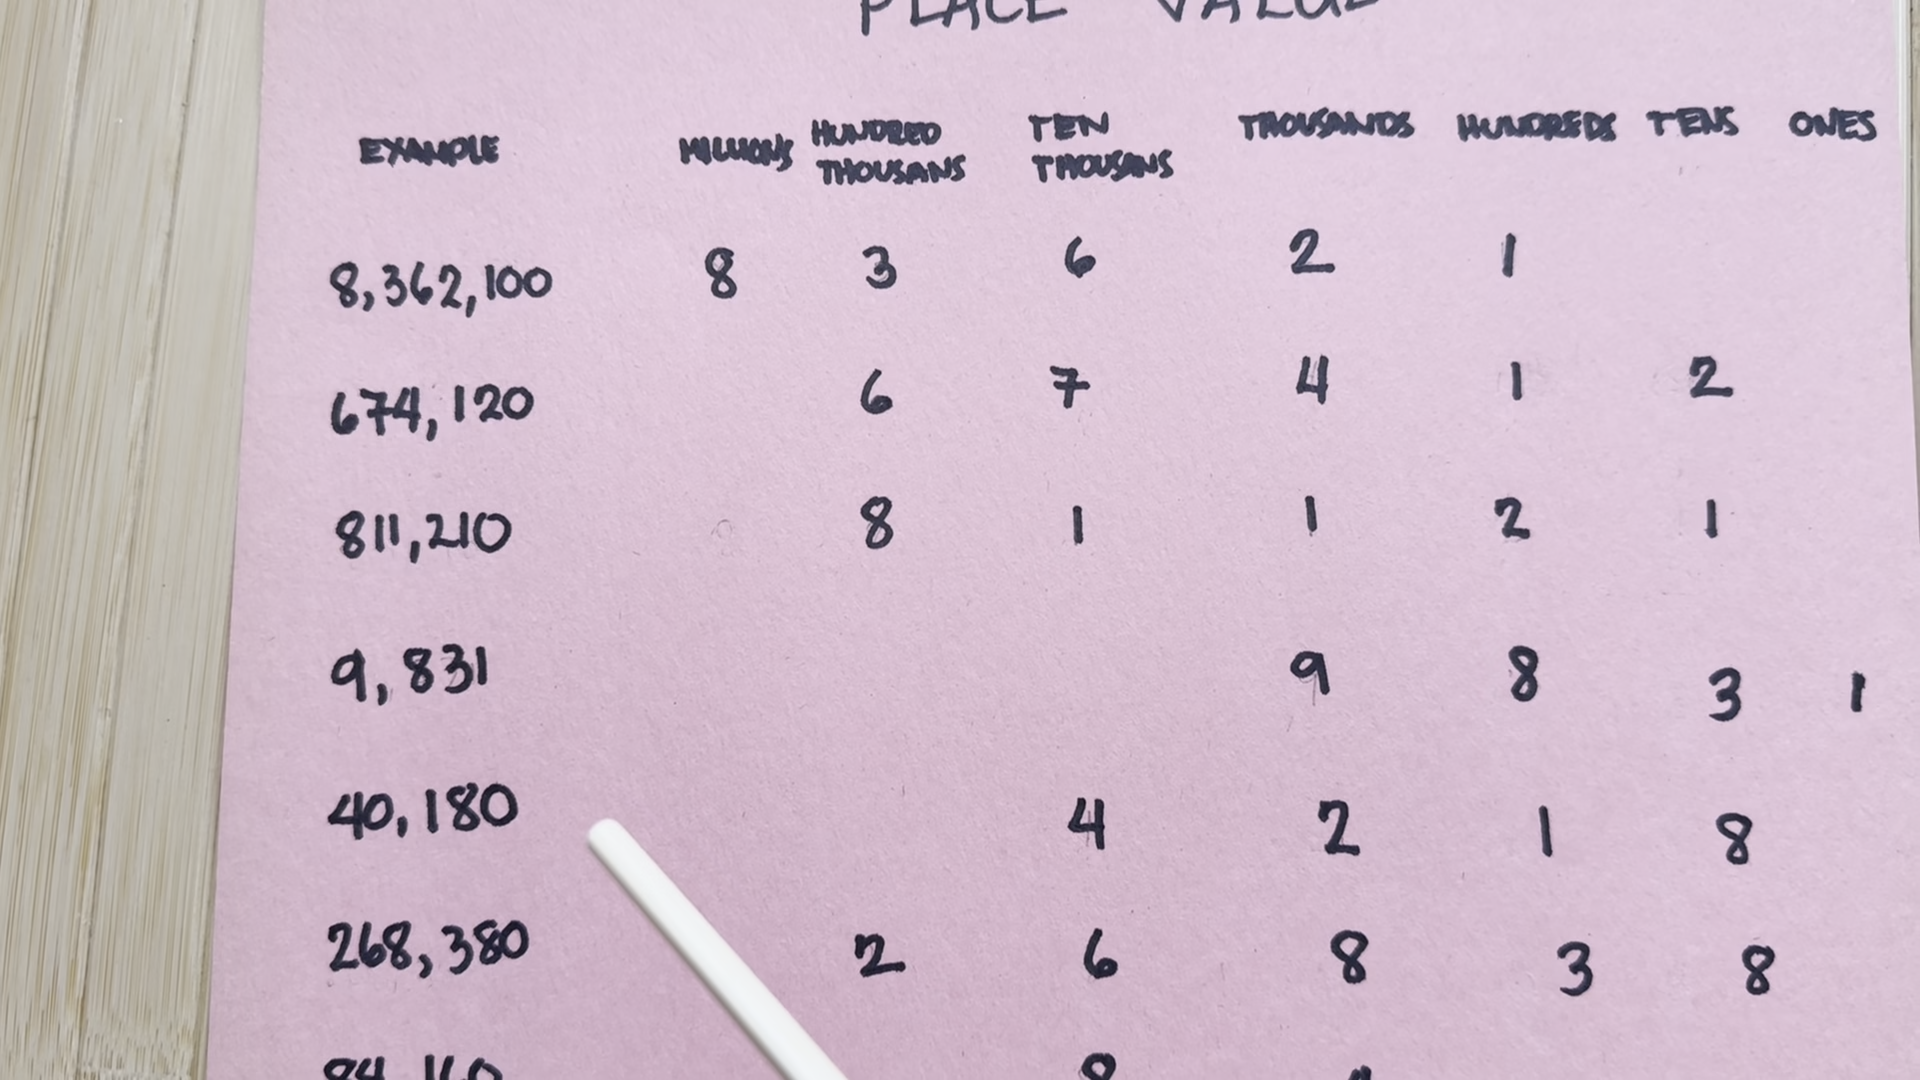 PLACE VALUE
EXAMPLE MILLIONS HUNDRED THOUSANS TEN THOUSANS THOUSANDS HUNDREDS TENS ONES
8,362,100 8 3 6 2 1
674,120 6 7 4 1 2
811,210 8 1 1 2 1
9,831 9 8 3 1
40,180 4 2 1 8
268,380 2 6 8 3 8